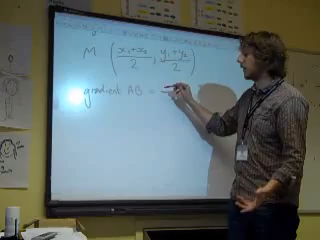 M (x₁+x₂/2, y₁+y₂/2)
gradient AB =